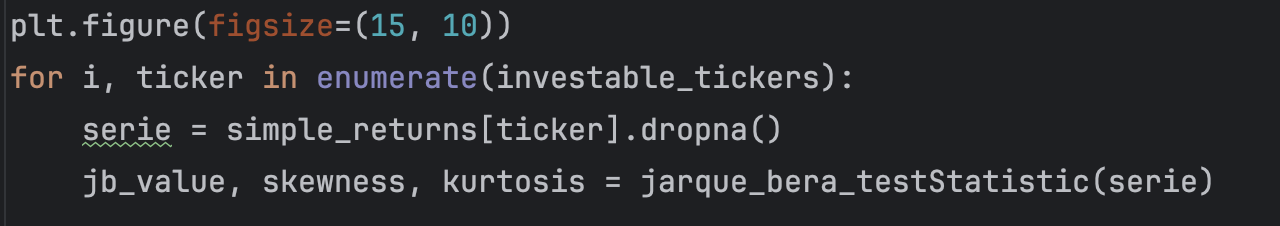 plt.figure(figsize=(15, 10))
for i, ticker in enumerate(investable_tickers):
    serie = simple_returns[ticker].dropna()
    jb_value, skewness, kurtosis = jarque_bera_testStatistic(serie)